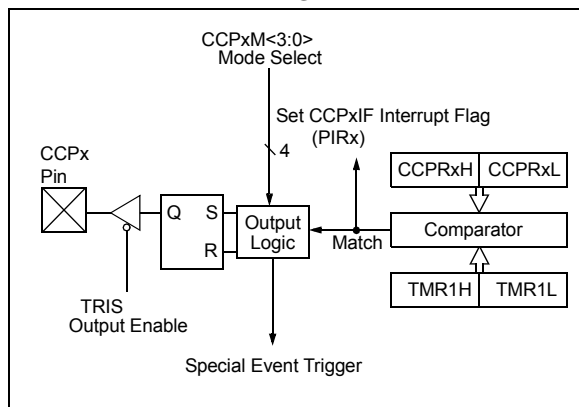 CCPxM<3:0>
Mode Select
Set CCPxIF Interrupt Flag
(PIRx)
4
CCPx
Pin
CCPRxH CCPRxL
Q S
R
Output
Logic
Match
Comparator
TRIS
Output Enable
TMR1H TMR1L
Special Event Trigger